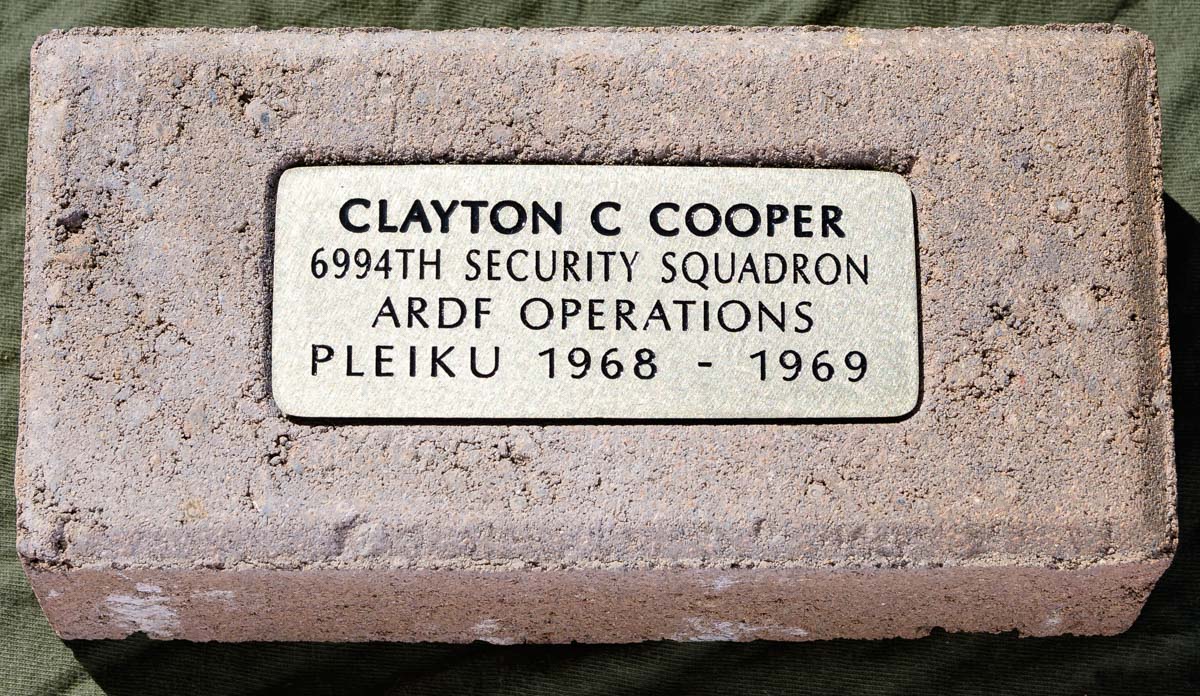 CLAYTON C COOPER
6994TH SECURITY SQUADRON
ARDF OPERATIONS
PLEIKU 1968 - 1969